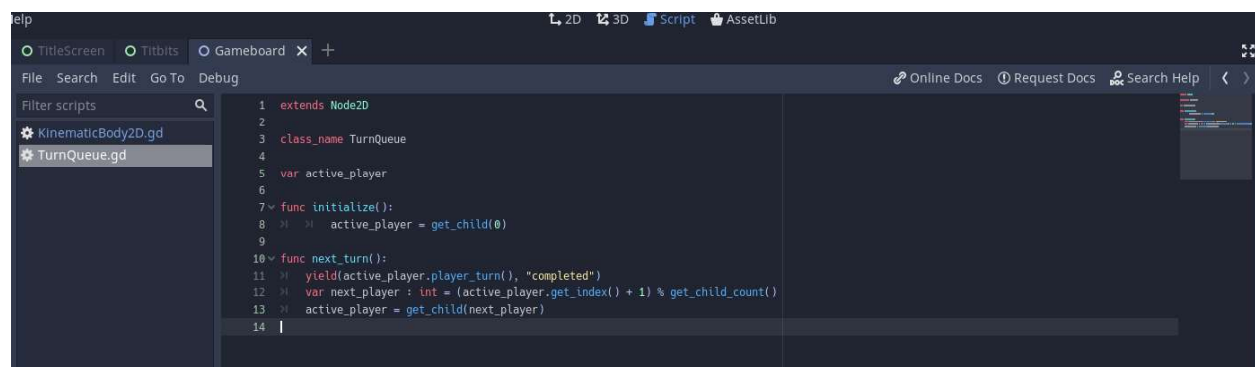 elp 2D 3D Script AssetLib
TitleScreen Titbits Gameboard
File Search Edit Go To Debug Online Docs Request Docs Search Help
Filter scripts
KinematicBody2D.gd
TurnQueue.gd
1 extends Node2D
2
3 class_name TurnQueue
4
5 var active_player
6
7 func initialize():
8 active_player = get_child(0)
9
10 func next_turn():
11 yield(active_player.player_turn(), "completed")
12 var next_player : int = (active_player.get_index() + 1) % get_child_count()
13 active_player = get_child(next_player)
14